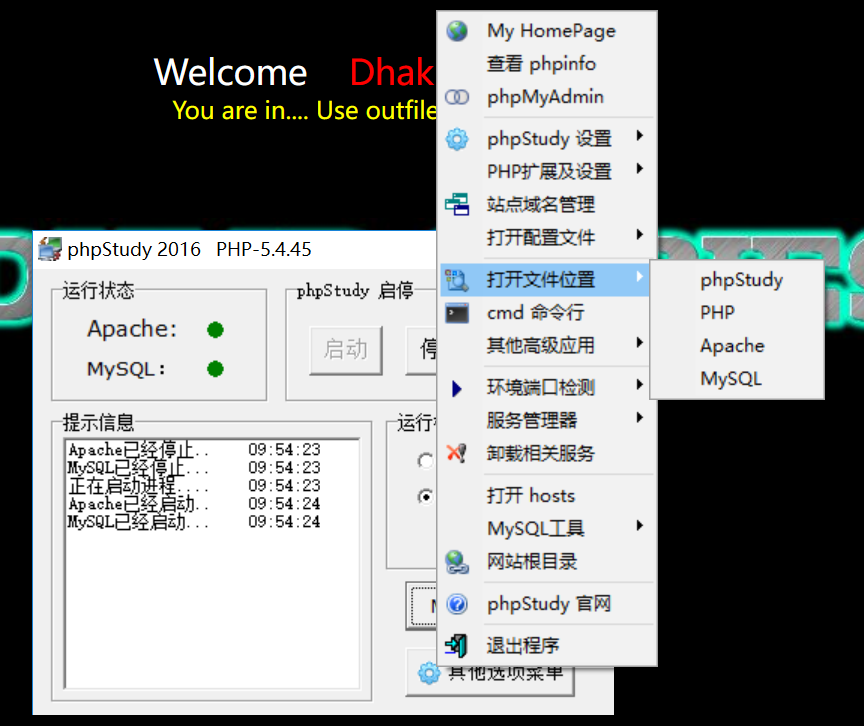 Welcome Dhak
You are in.... Use outfile
phpStudy 2016 PHP-5.4.45
运行状态
Apache:
MySQL:
phpStudy 启停
启动
停
提示信息
Apache已经停止.. 09:54:23
MySQL已经停止... 09:54:23
正在启动进程.... 09:54:23
Apache已经启动.. 09:54:24
MySQL已经启动... 09:54:24
运行
其他选项菜单
My HomePage
查看 phpinfo
phpMyAdmin
phpStudy 设置
PHP扩展及设置
站点域名管理
打开配置文件
打开文件位置
cmd 命令行
其他高级应用
环境端口检测
服务管理器
卸载相关服务
打开 hosts
MySQL工具
网站根目录
phpStudy 官网
退出程序
phpStudy
PHP
Apache
MySQL